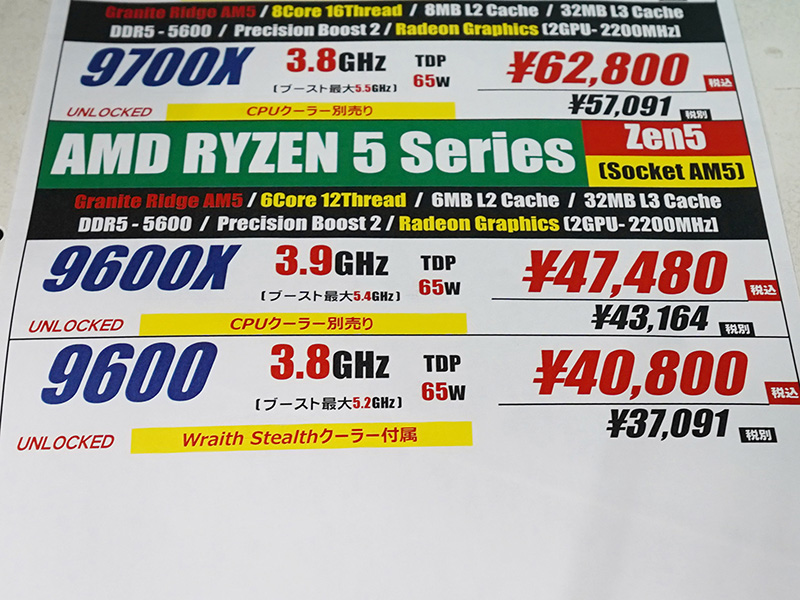 Granite Ridge AM5 / 8Core 16Thread / 8MB L2 Cache / 32MB L3 Cache
DDR5 - 5600 / Precision Boost 2 / Radeon Graphics (2GPU- 2200MHz)
9700X 3.8GHz TDP 65W ¥62,800 税込
(ブースト最大5.5GHz) ¥57,091 税別
UNLOCKED CPUクーラー別売り
AMD RYZEN 5 Series Zen5 (Socket AM5)
Granite Ridge AM5 / 6Core 12Thread / 6MB L2 Cache / 32MB L3 Cache
DDR5 - 5600 / Precision Boost 2 / Radeon Graphics (2GPU- 2200MHz)
9600X 3.9GHz TDP 65W ¥47,480 税込
(ブースト最大5.4GHz) ¥43,164 税別
UNLOCKED CPUクーラー別売り
9600 3.8GHz TDP 65W ¥40,800 税込
(ブースト最大5.2GHz) ¥37,091 税別
UNLOCKED Wraith Stealthクーラー付属